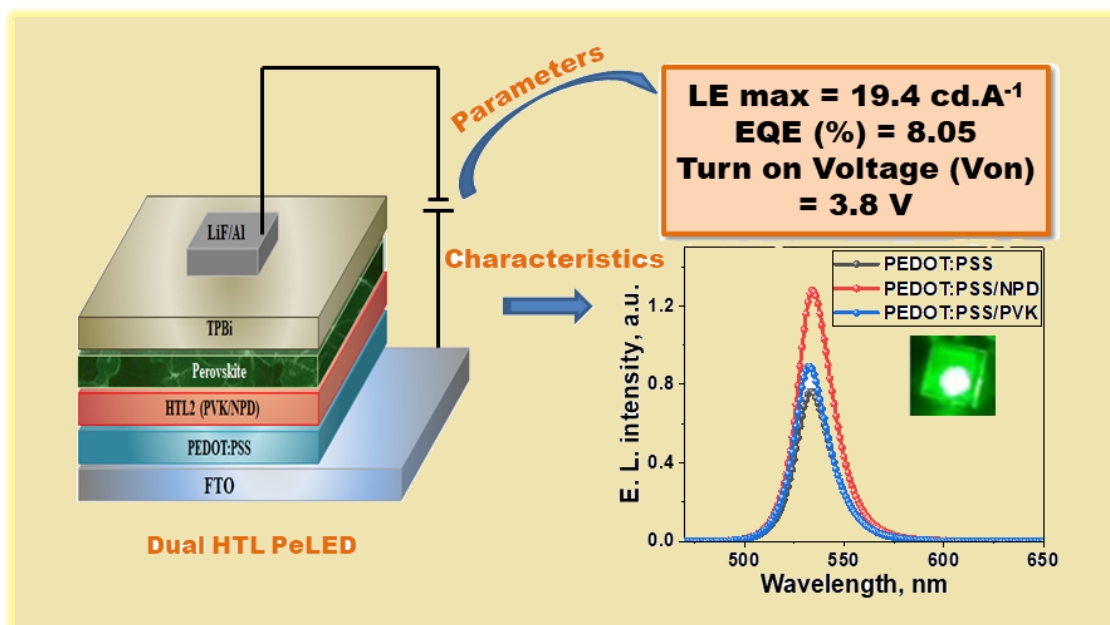 LiF/Al
TPBi
Perovskite
HTL2 (PVK/NPD)
PEDOT:PSS
FTO
Dual HTL PeLED
Parameters
Characteristics
LE max = 19.4 cd.A⁻¹
EQE (%) = 8.05
Turn on Voltage (Von)
= 3.8 V
PEDOT:PSS
PEDOT:PSS/NPD
PEDOT:PSS/PVK
E. L. intensity, a.u.
1.2
0.8
0.4
0.0
500 550 600 650
Wavelength, nm